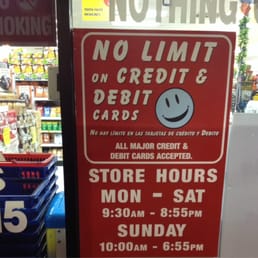 NOTHING
MOKING
NO LIMIT
ON CREDIT &
DEBIT
CARDS
NO HAY LIMITE EN LAS TARJETAS DE CRÉDITO Y DEBITO
ALL MAJOR CREDIT &
DEBIT CARDS ACCEPTED.
STORE HOURS
MON - SAT
9:30AM - 8:55PM
SUNDAY
10:00AM - 6:55PM